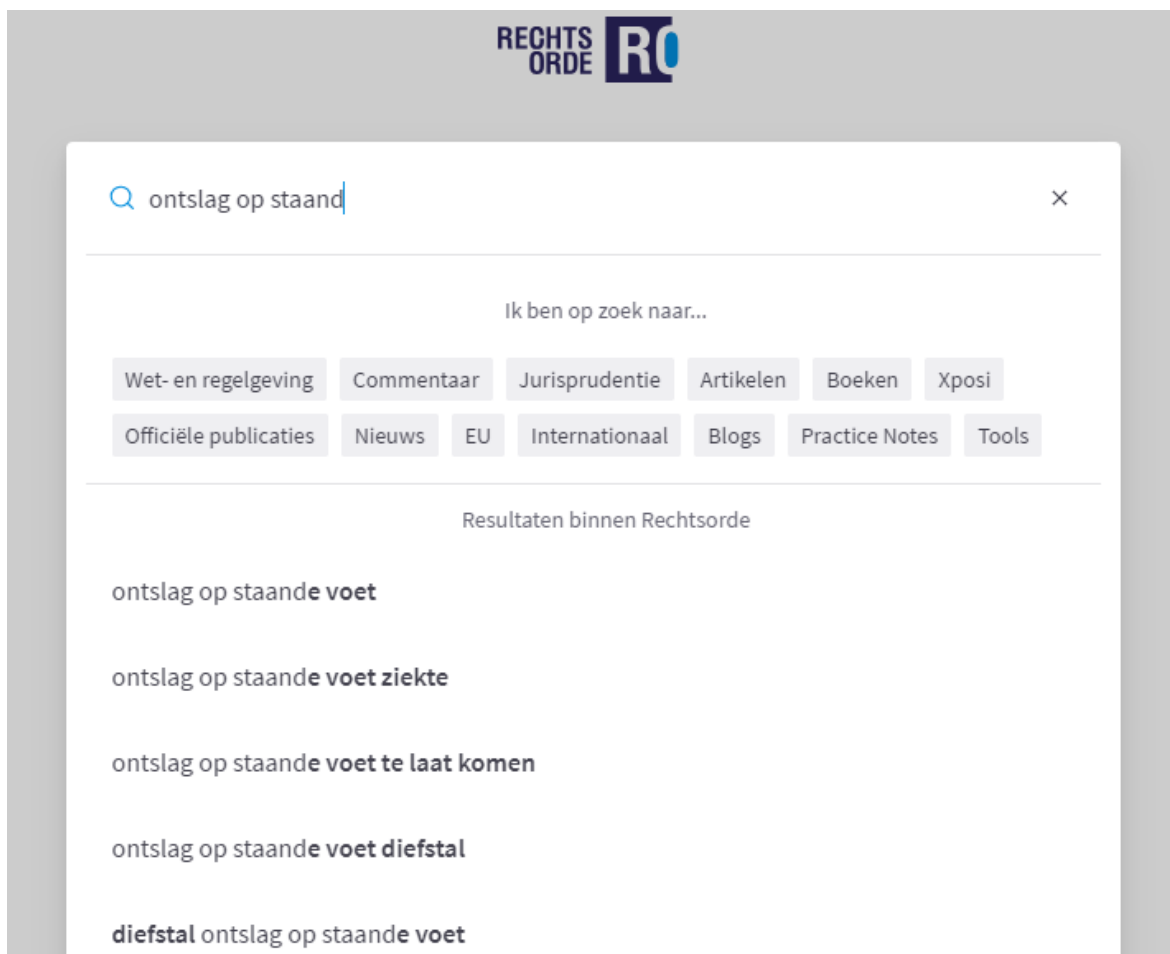 RECHTS
ORDE RO
ontslag op staand
Ik ben op zoek naar...
Wet- en regelgeving Commentaar Jurisprudentie Artikelen Boeken Xposi
Officiële publicaties Nieuws EU Internationaal Blogs Practice Notes Tools
Resultaten binnen Rechtsorde
ontslag op staande voet
ontslag op staande voet ziekte
ontslag op staande voet te laat komen
ontslag op staande voet diefstal
diefstal ontslag op staande voet